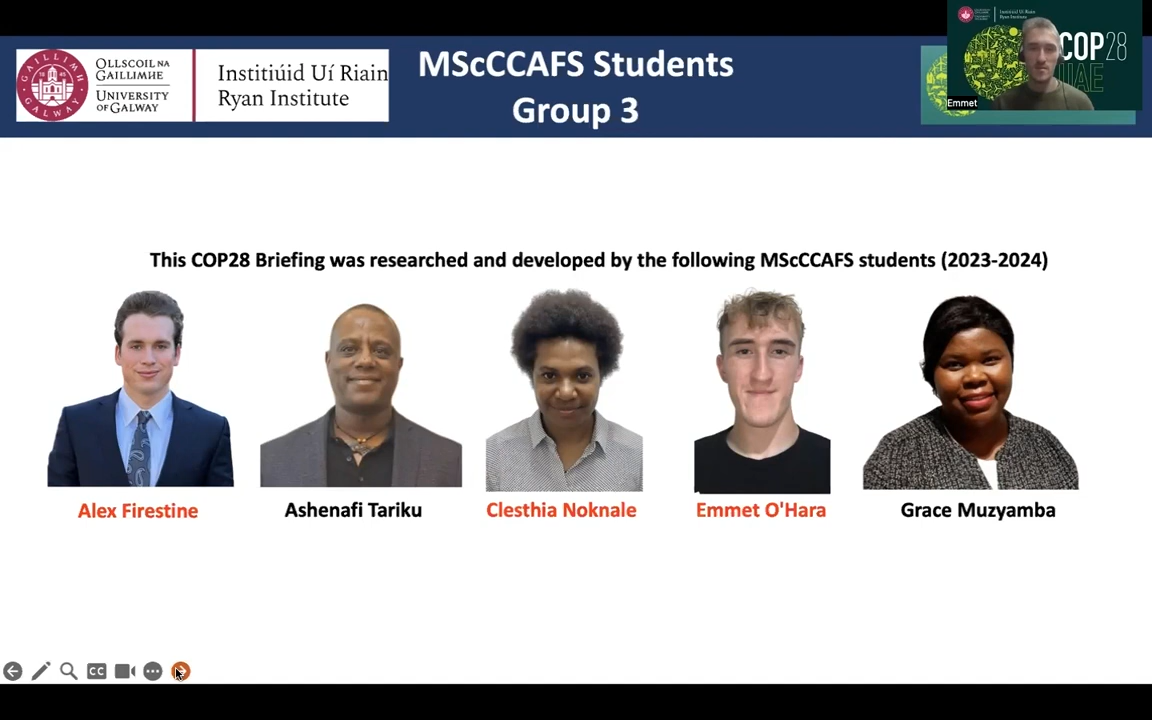 OLLSCOIL NA
GAILLIMHE
UNIVERSITY
OF GALWAY
Institiúid Uí Riain
Ryan Institute
MScCCAFS Students
Group 3
COP28
UAE
Emmet
This COP28 Briefing was researched and developed by the following MScCCAFS students (2023-2024)
Alex Firestine
Ashenafi Tariku
Clesthia Noknale
Emmet O'Hara
Grace Muzyamba
CC